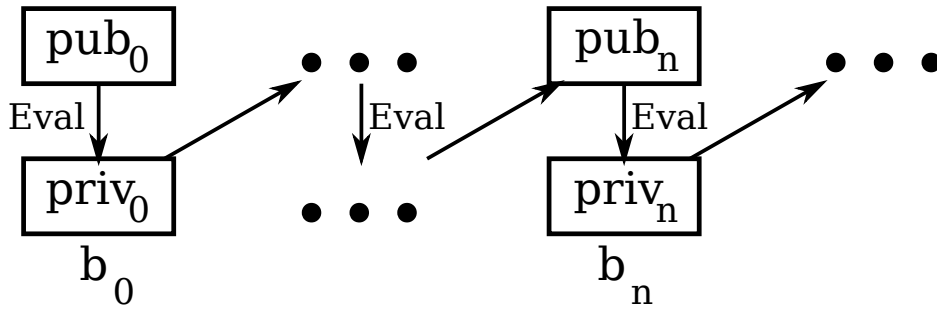 pub₀ ● ● ● pubₙ ● ● ●
Eval Eval Eval
priv₀ ● ● ● privₙ
b₀ bₙ